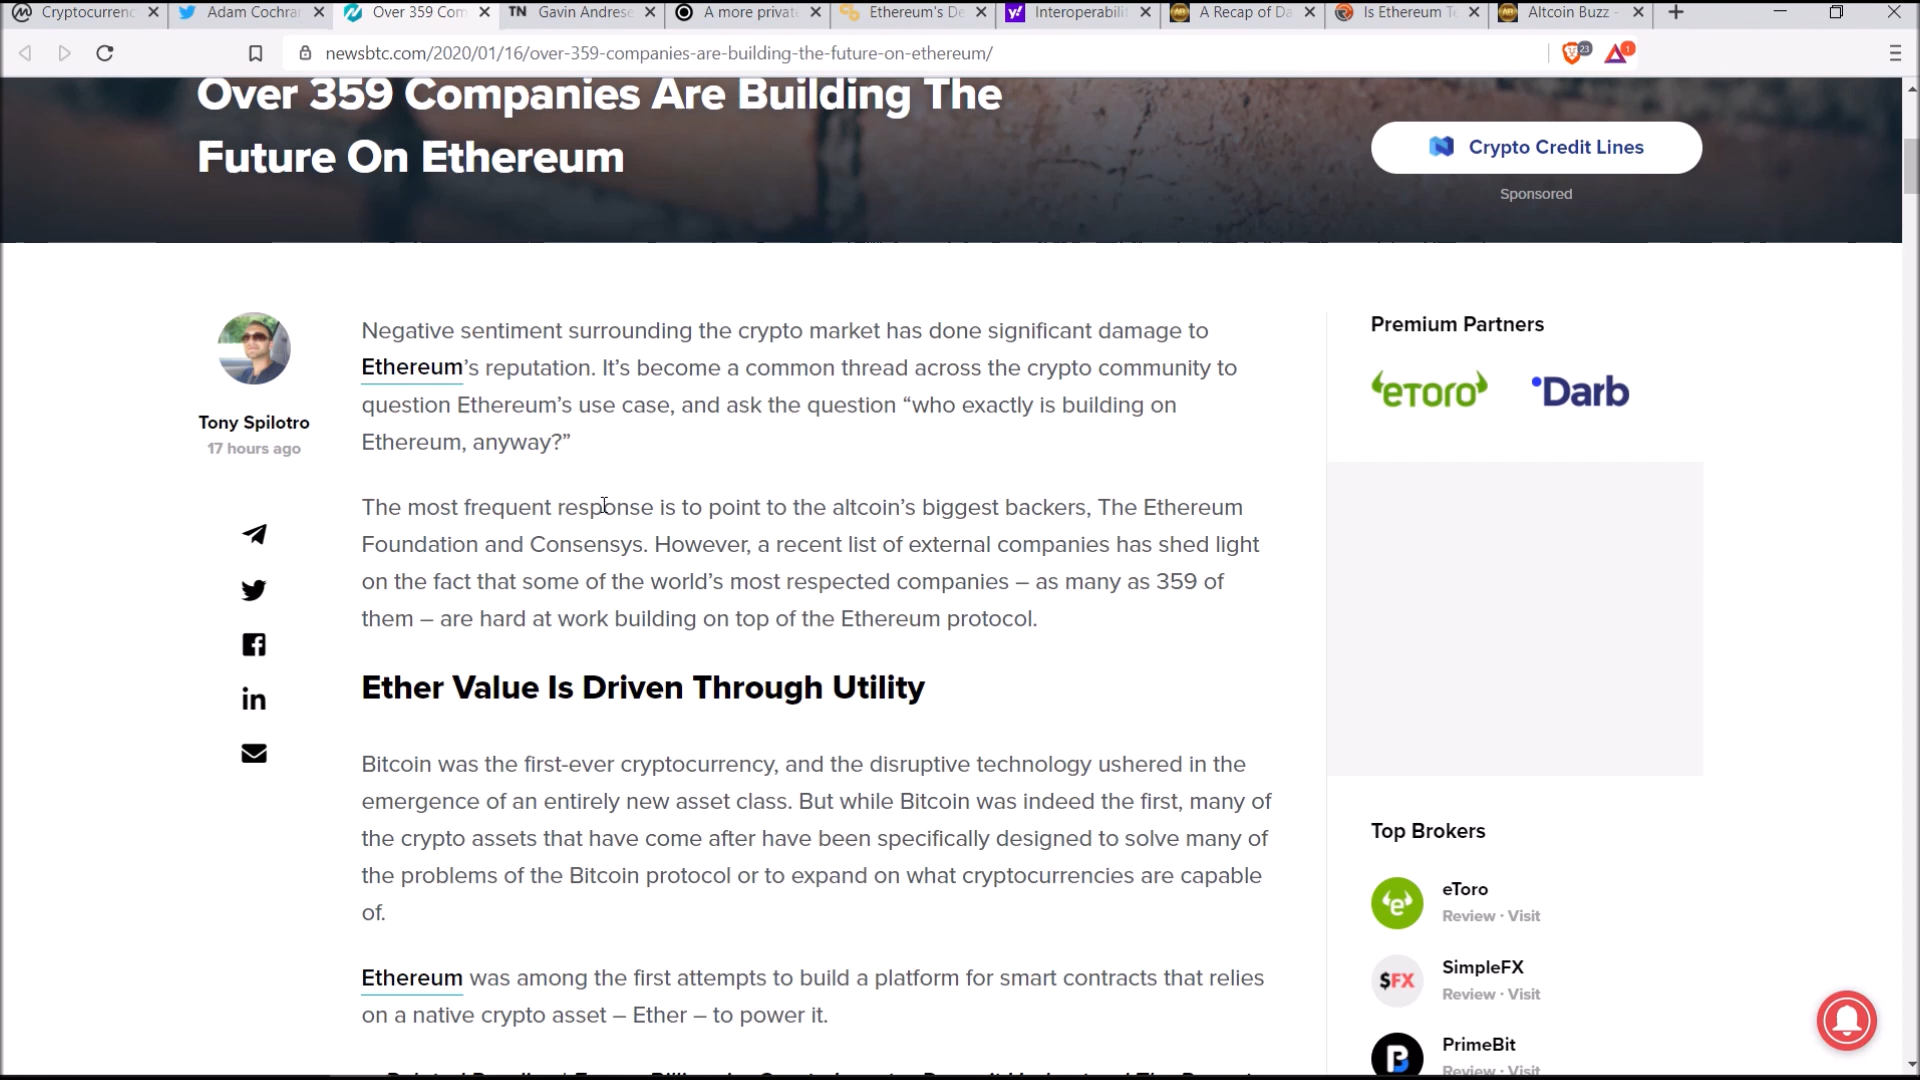 Cryptocurrenc
Adam Cochra
Over 359 Com
TN Gavin Andrese
A more privat
Ethereum's De
y! Interoperabili
A Recap of Da
Is Ethereum T
Altcoin Buzz -
newsbtc.com/2020/01/16/over-359-companies-are-building-the-future-on-ethereum/
23
1
Over 359 Companies Are Building The
Future On Ethereum
Crypto Credit Lines
Sponsored
Tony Spilotro
17 hours ago
in
Negative sentiment surrounding the crypto market has done significant damage to
Ethereum’s reputation. It’s become a common thread across the crypto community to
question Ethereum’s use case, and ask the question “who exactly is building on
Ethereum, anyway?”
The most frequent response is to point to the altcoin’s biggest backers, The Ethereum
Foundation and Consensys. However, a recent list of external companies has shed light
on the fact that some of the world’s most respected companies – as many as 359 of
them – are hard at work building on top of the Ethereum protocol.
Ether Value Is Driven Through Utility
Bitcoin was the first-ever cryptocurrency, and the disruptive technology ushered in the
emergence of an entirely new asset class. But while Bitcoin was indeed the first, many of
the crypto assets that have come after have been specifically designed to solve many of
the problems of the Bitcoin protocol or to expand on what cryptocurrencies are capable
of.
Ethereum was among the first attempts to build a platform for smart contracts that relies
on a native crypto asset – Ether – to power it.
Premium Partners
eToro
Darb
Top Brokers
eToro
Review · Visit
$FX
SimpleFX
Review · Visit
PrimeBit
Review · Visit